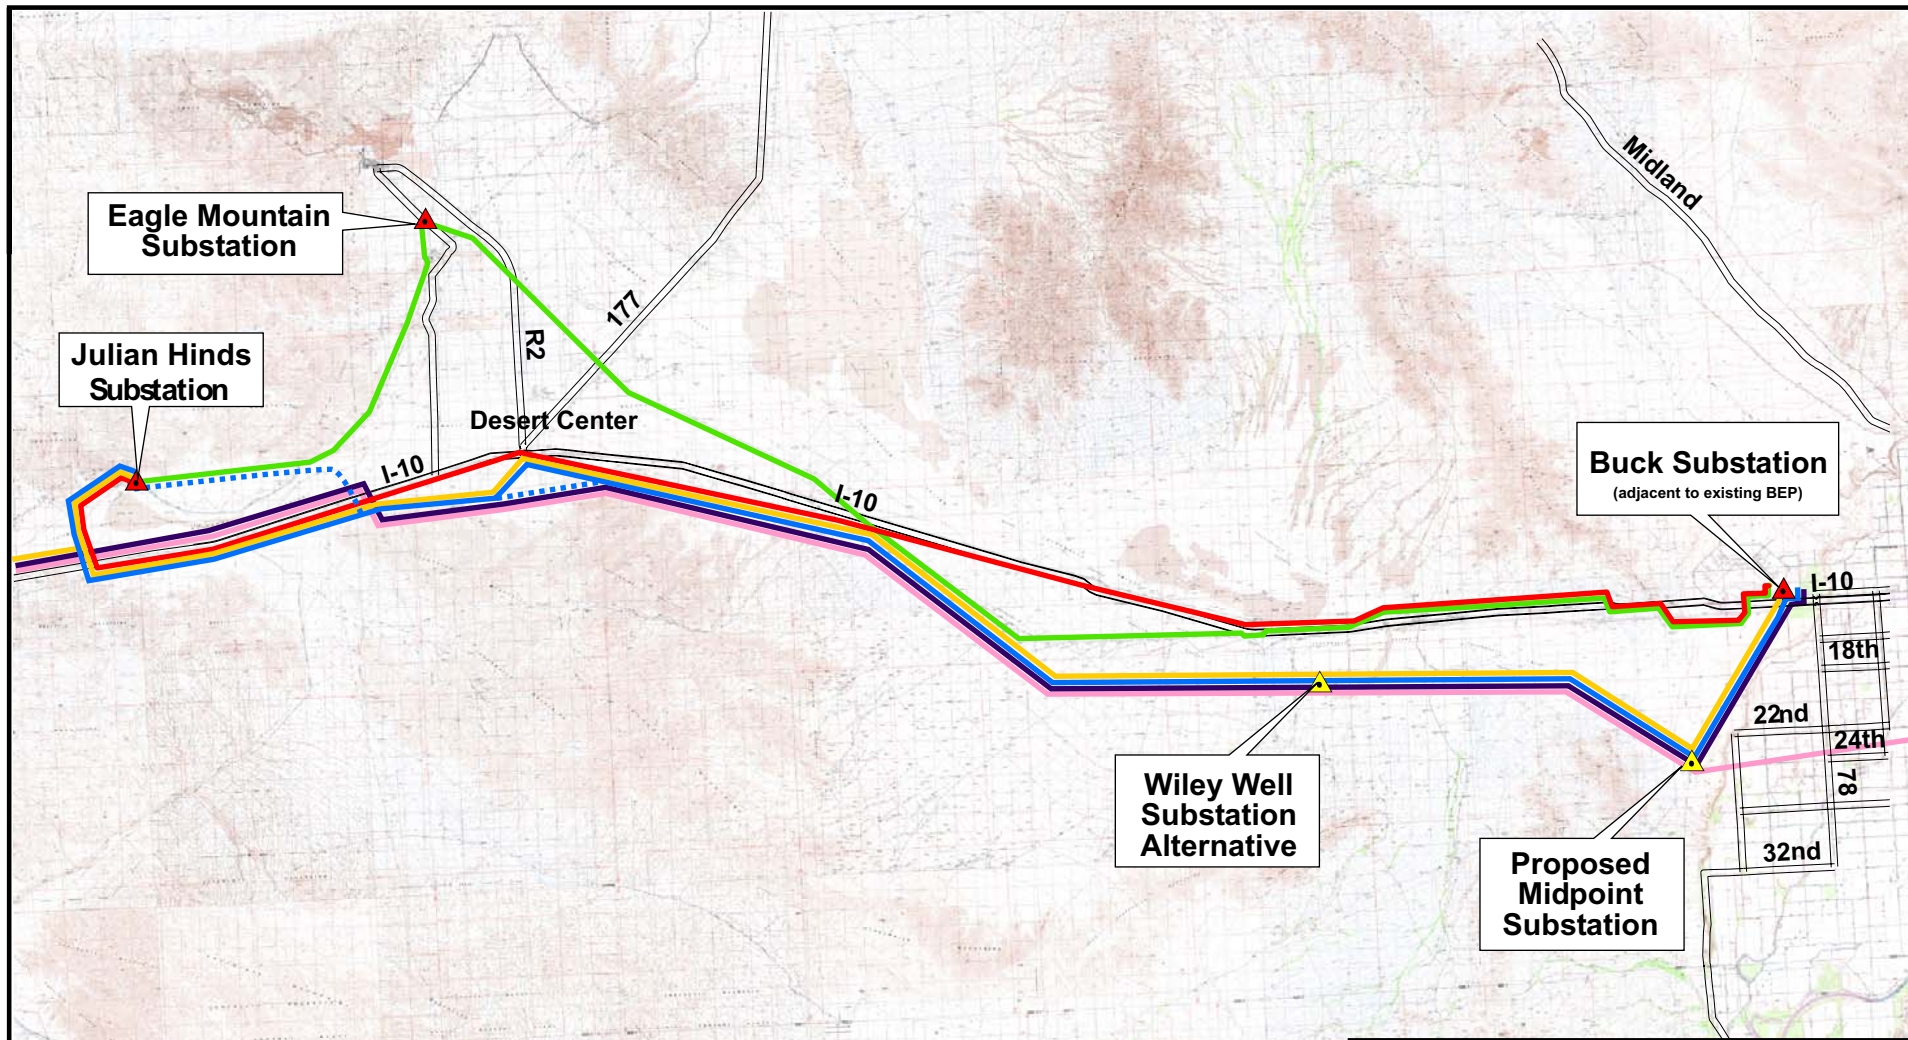 Midland
Eagle Mountain
Substation
177
R2
Julian Hinds
Substation
Desert Center
I-10
I-10
Buck Substation
(adjacent to existing BEP)
I-10
18th
22nd
24th
78
Wiley Well
Substation
Alternative
32nd
Proposed
Midpoint
Substation